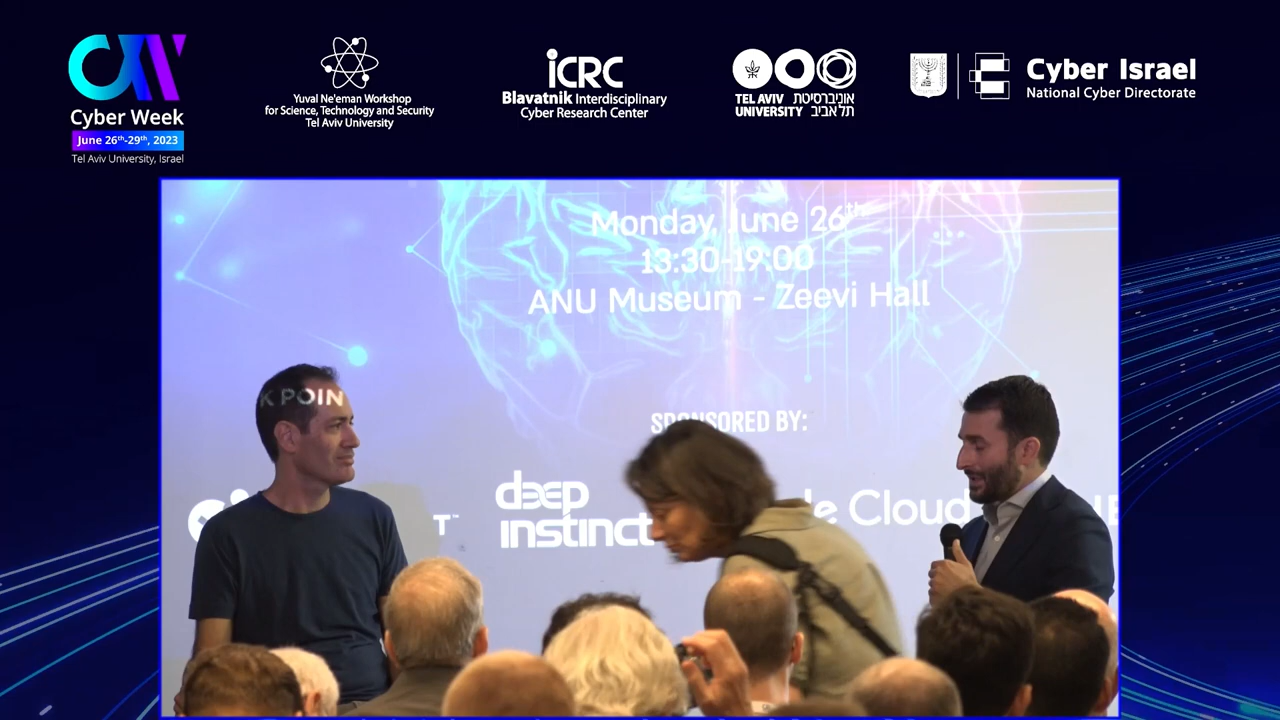 Cyber Week
June 26th-29th, 2023
Tel Aviv University, Israel
Yuval Ne'eman Workshop
for Science, Technology and Security
Tel Aviv University
iCRC
Blavatnik Interdisciplinary
Cyber Research Center
TEL AVIV אוניברסיטת
UNIVERSITY תל אביב
Cyber Israel
National Cyber Directorate
Monday, June 26th
13:30-19:00
ANU Museum - Zeevi Hall
K POIN
SPONSORED BY:
deep
instinct
Cloud